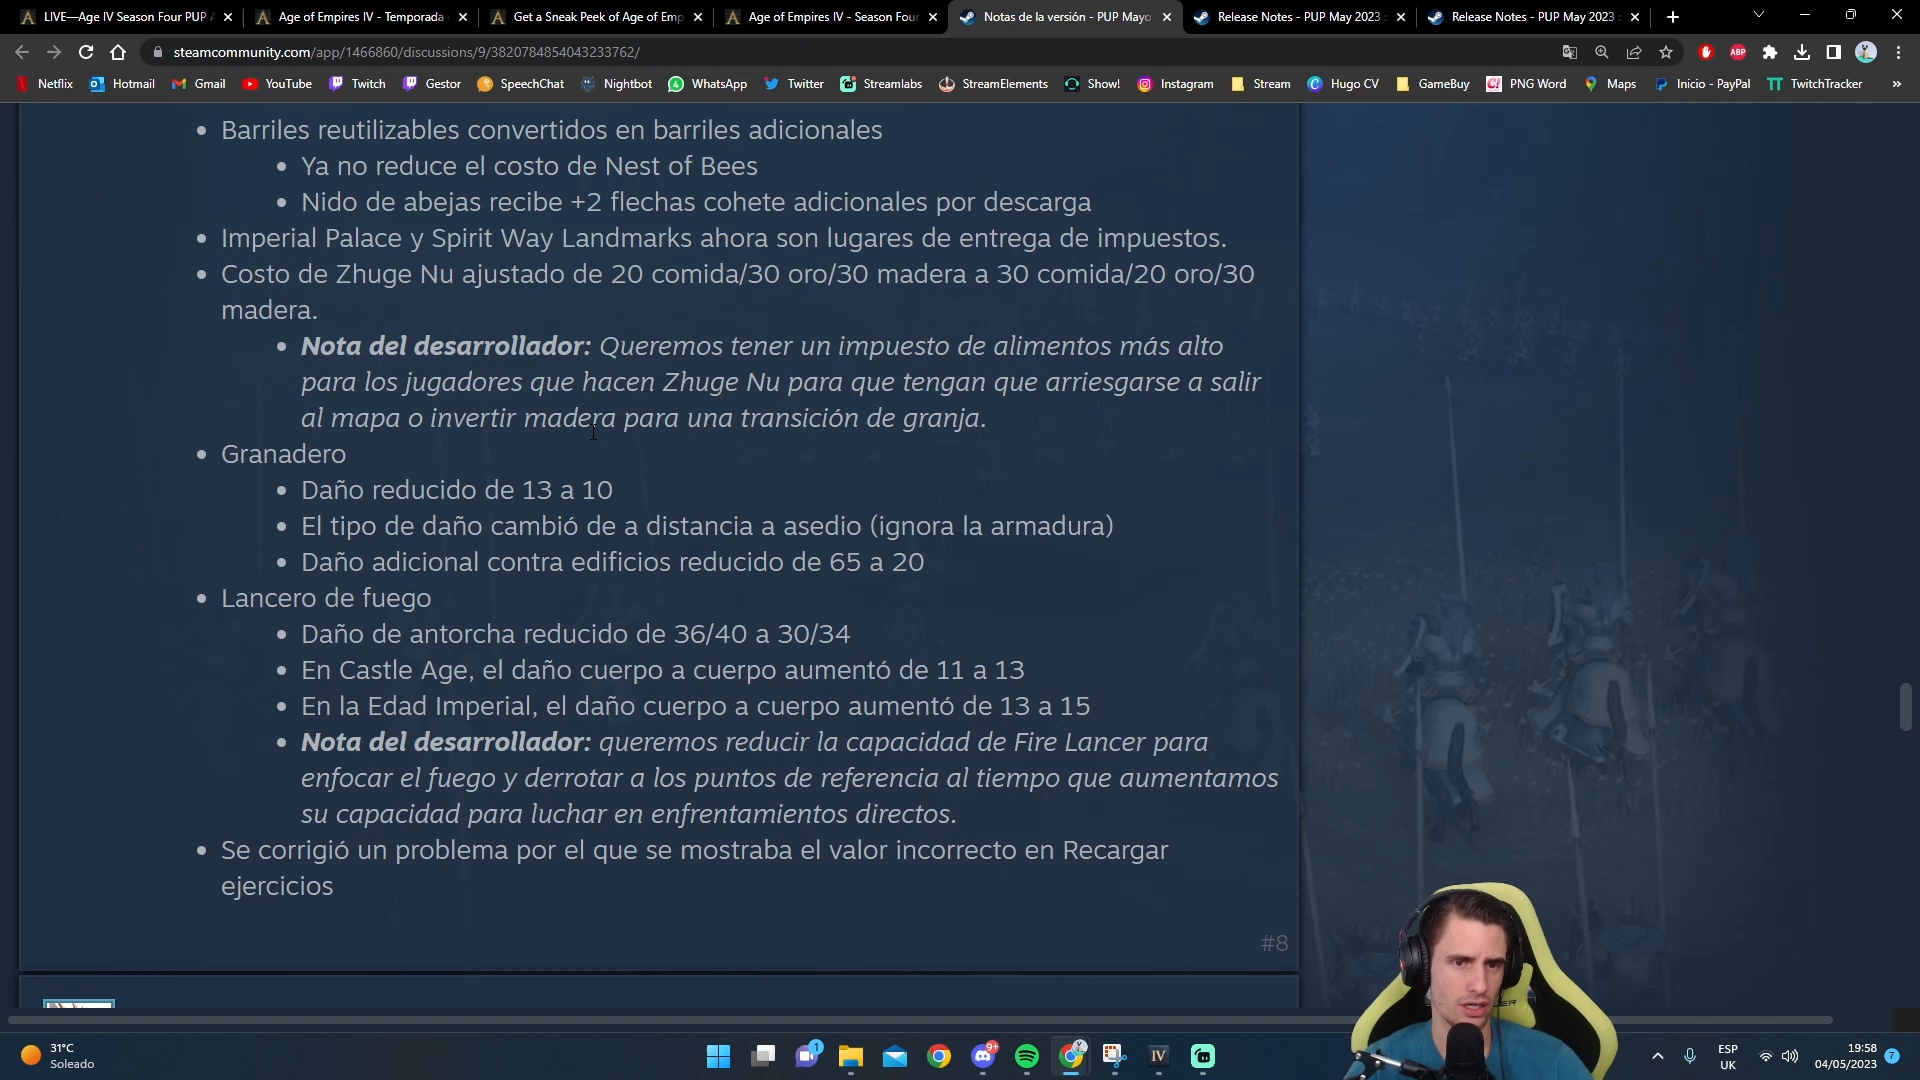 LIVE—Age IV Season Four PUP
Age of Empires IV - Temporada
Get a Sneak Peek of Age of Emp
Age of Empires IV - Season Four
Notas de la versión - PUP Mayo
Release Notes - PUP May 2023
Release Notes - PUP May 2023
steamcommunity.com/app/1466860/discussions/9/3820784854043233762/
ABP
Netflix Hotmail Gmail YouTube Twitch Gestor SpeechChat Nightbot WhatsApp Twitter Streamlabs StreamElements Show! Instagram Stream Hugo CV GameBuy PNG Word Maps Inicio - PayPal TwitchTracker »
• Barriles reutilizables convertidos en barriles adicionales
• Ya no reduce el costo de Nest of Bees
• Nido de abejas recibe +2 flechas cohete adicionales por descarga
• Imperial Palace y Spirit Way Landmarks ahora son lugares de entrega de impuestos.
• Costo de Zhuge Nu ajustado de 20 comida/30 oro/30 madera a 30 comida/20 oro/30
madera.
• Nota del desarrollador: Queremos tener un impuesto de alimentos más alto
para los jugadores que hacen Zhuge Nu para que tengan que arriesgarse a salir
al mapa o invertir madera para una transición de granja.
• Granadero
• Daño reducido de 13 a 10
• El tipo de daño cambió de a distancia a asedio (ignora la armadura)
• Daño adicional contra edificios reducido de 65 a 20
• Lancero de fuego
• Daño de antorcha reducido de 36/40 a 30/34
• En Castle Age, el daño cuerpo a cuerpo aumentó de 11 a 13
• En la Edad Imperial, el daño cuerpo a cuerpo aumentó de 13 a 15
• Nota del desarrollador: queremos reducir la capacidad de Fire Lancer para
enfocar el fuego y derrotar a los puntos de referencia al tiempo que aumentamos
su capacidad para luchar en enfrentamientos directos.
• Se corrigió un problema por el que se mostraba el valor incorrecto en Recargar
ejercicios
#8
31°C
Soleado
1
9+
IV
ESP
UK
19:58
04/05/2023
7